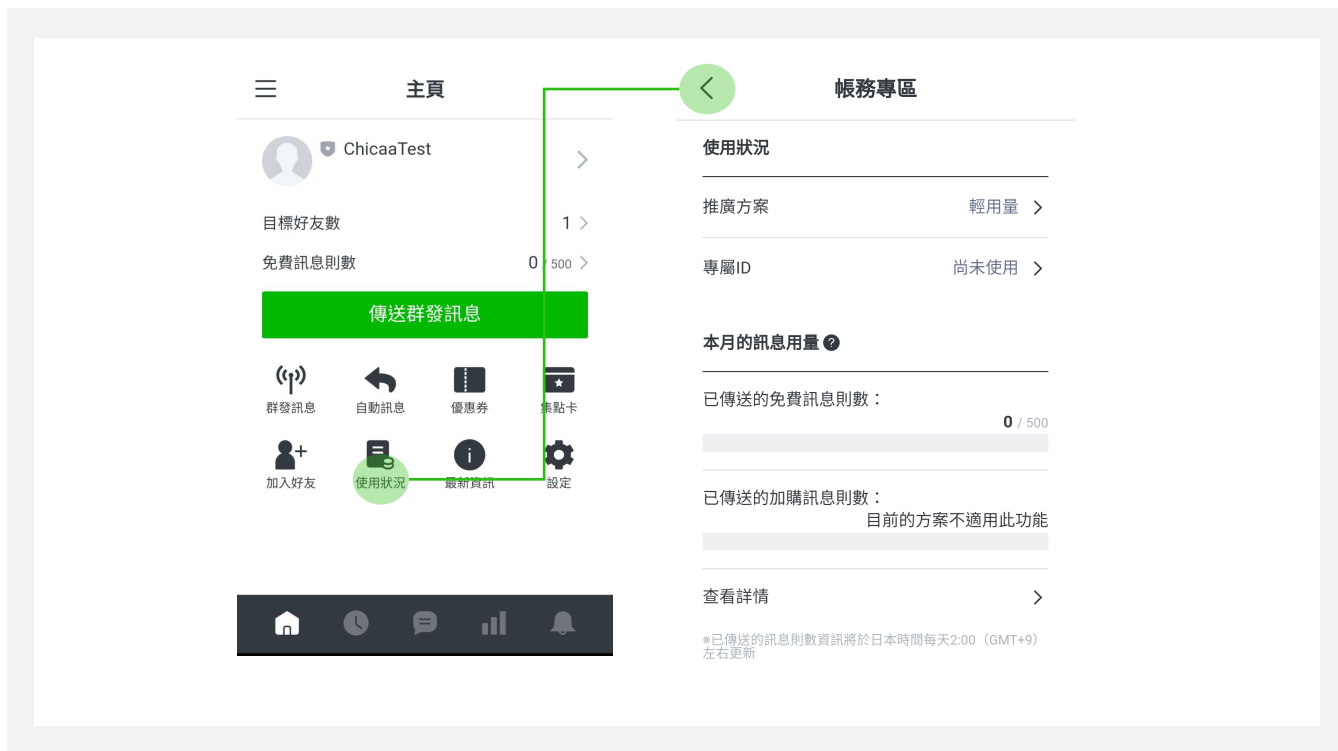 主頁
ChicaaTest
目標好友數 1
免費訊息則數 0 / 500
傳送群發訊息
群發訊息 自動訊息 優惠券 集點卡
加入好友 使用狀況 最新資訊 設定
帳務專區
使用狀況
推廣方案 輕用量
專屬ID 尚未使用
本月的訊息用量 ?
已傳送的免費訊息則數：
0 / 500
已傳送的加購訊息則數：
目前的方案不適用此功能
查看詳情
※已傳送的訊息則數資訊將於日本時間每天2:00（GMT+9）
左右更新